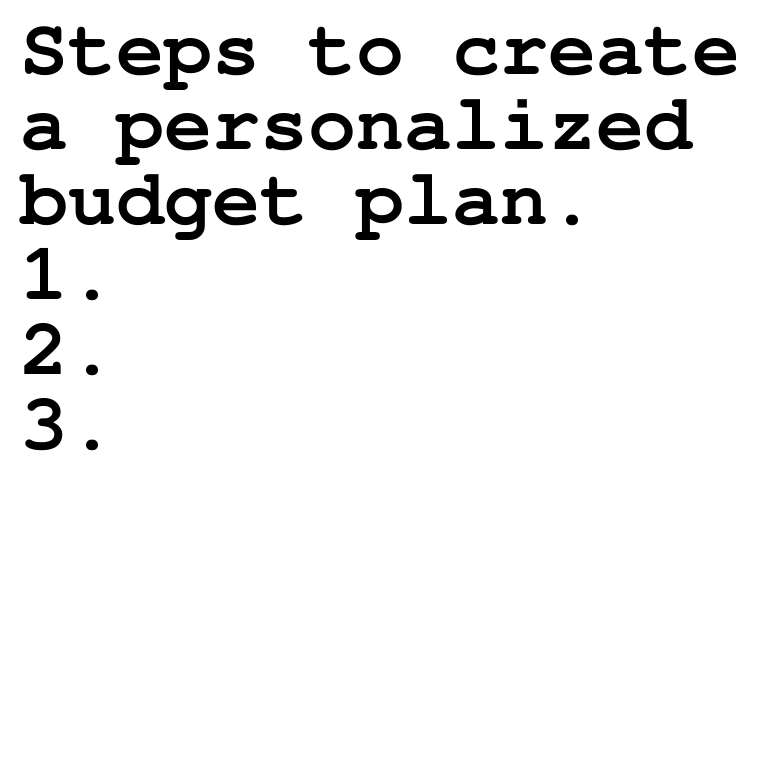 Steps to create
a personalized
budget plan.
1.
2.
3.